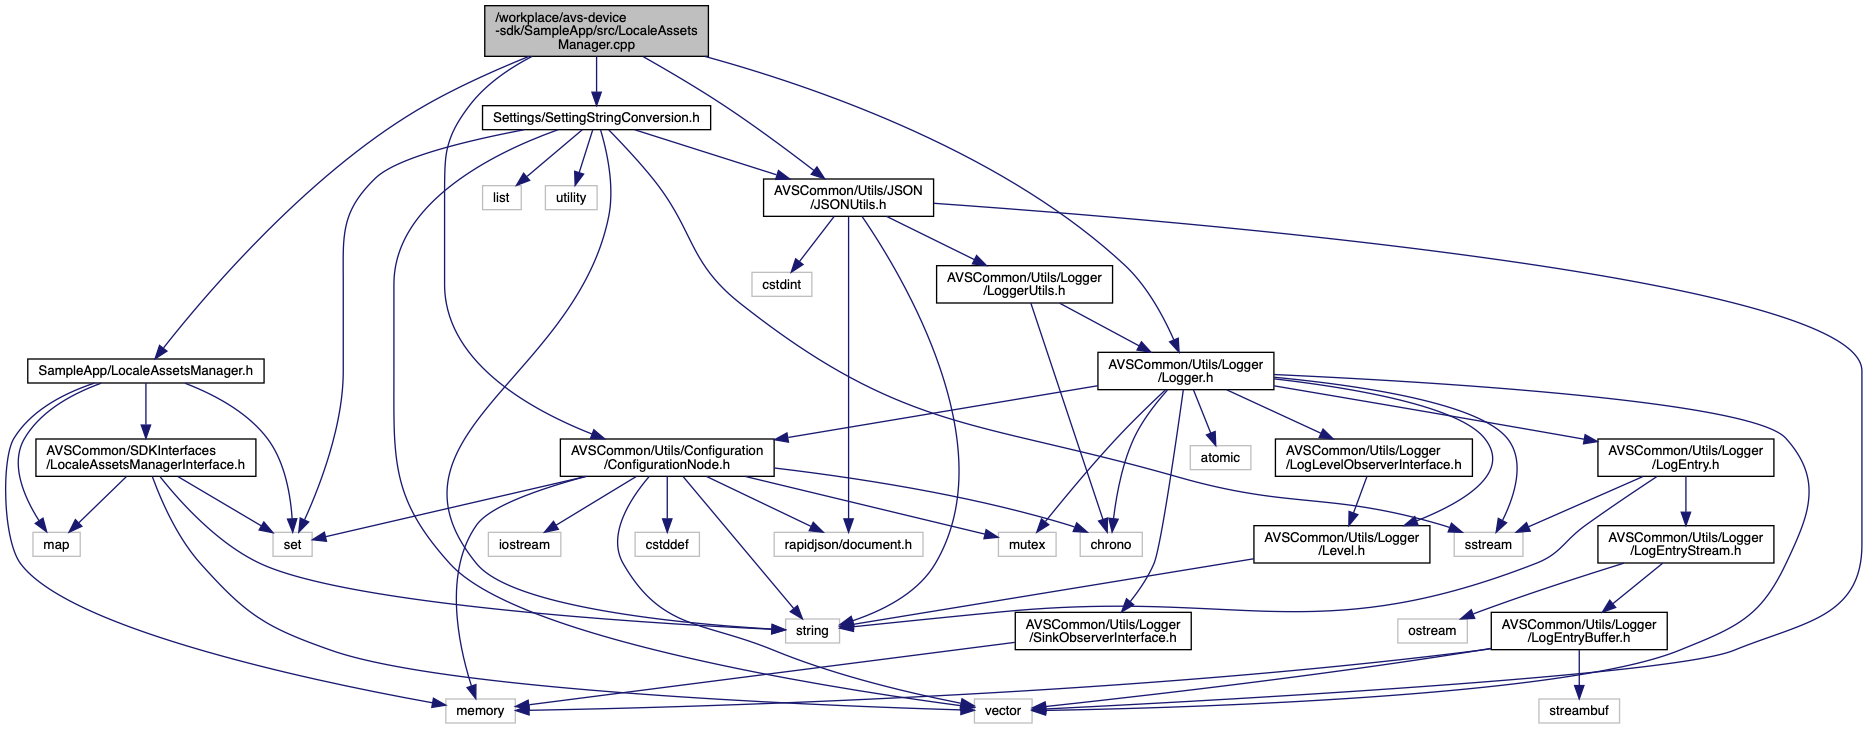 /workplace/avs-device
-sdk/SampleApp/src/LocaleAssets
Manager.cpp
Settings/SettingStringConversion.h
list
utility
AVSCommon/Utils/JSON
/JSONUtils.h
cstdint
AVSCommon/Utils/Logger
/LoggerUtils.h
SampleApp/LocaleAssetsManager.h
AVSCommon/Utils/Logger
/Logger.h
AVSCommon/SDKInterfaces
/LocaleAssetsManagerInterface.h
AVSCommon/Utils/Configuration
/ConfigurationNode.h
atomic
AVSCommon/Utils/Logger
/LogLevelObserverInterface.h
AVSCommon/Utils/Logger
/LogEntry.h
map
set
iostream
cstddef
rapidjson/document.h
mutex
chrono
AVSCommon/Utils/Logger
/Level.h
sstream
AVSCommon/Utils/Logger
/LogEntryStream.h
string
AVSCommon/Utils/Logger
/SinkObserverInterface.h
ostream
AVSCommon/Utils/Logger
/LogEntryBuffer.h
memory
vector
streambuf